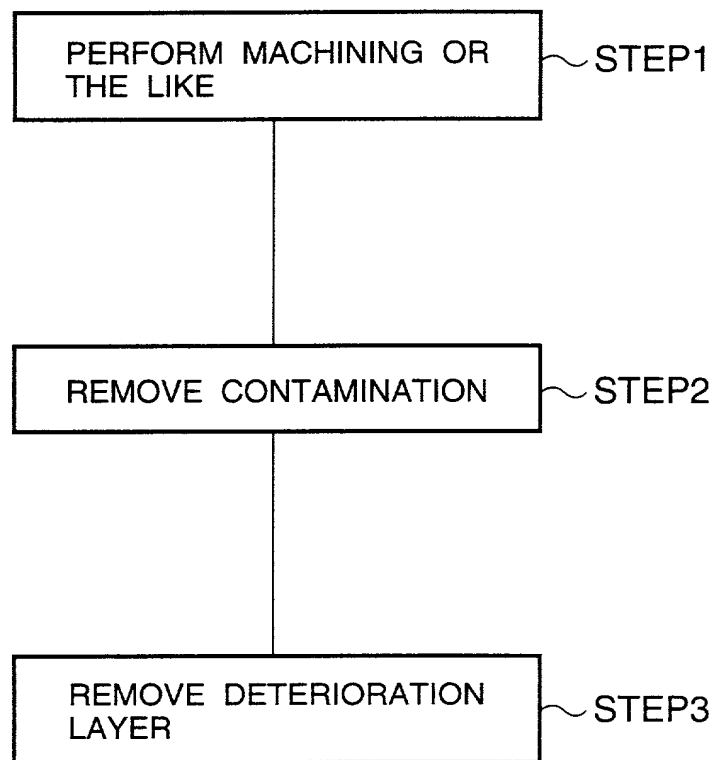 PERFORM MACHINING OR
THE LIKE
STEP1
REMOVE CONTAMINATION
STEP2
REMOVE DETERIORATION
LAYER
STEP3